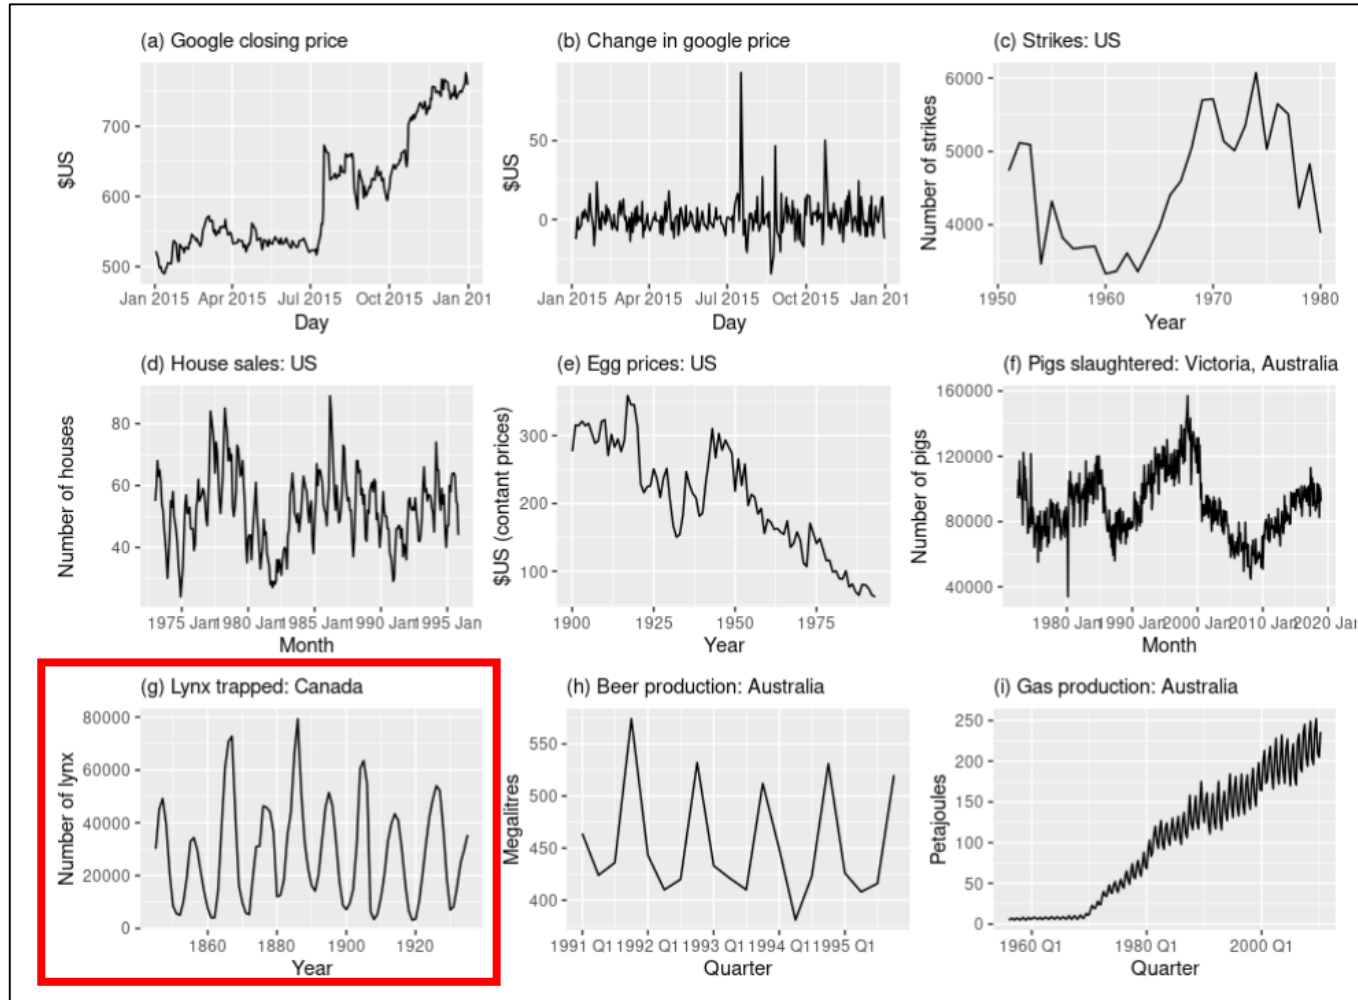 (a) Google closing price
$US
700
600
500
Jan 2015 Apr 2015 Jul 2015 Oct 2015 Jan 201
Day
(b) Change in google price
$US
50
0
Jan 2015 Apr 2015 Jul 2015 Oct 2015 Jan 201
Day
(c) Strikes: US
Number of strikes
6000
5000
4000
1950 1960 1970 1980
Year
(d) House sales: US
Number of houses
80
60
40
1975 Jan 1980 Jan 1985 Jan 1990 Jan 1995 Jan
Month
(e) Egg prices: US
$US (contant prices)
300
200
100
1900 1925 1950 1975
Year
(f) Pigs slaughtered: Victoria, Australia
Number of pigs
160000
120000
80000
40000
1980 Jan 1990 Jan 2000 Jan 2010 Jan 2020 Jan
Month
(g) Lynx trapped: Canada
Number of lynx
80000
60000
40000
20000
0
1860 1880 1900 1920
Year
(h) Beer production: Australia
Megalitres
550
500
450
400
1991 Q1 1992 Q1 1993 Q1 1994 Q1 1995 Q1
Quarter
(i) Gas production: Australia
Petajoules
250
200
150
100
50
0
1960 Q1 1980 Q1 2000 Q1
Quarter